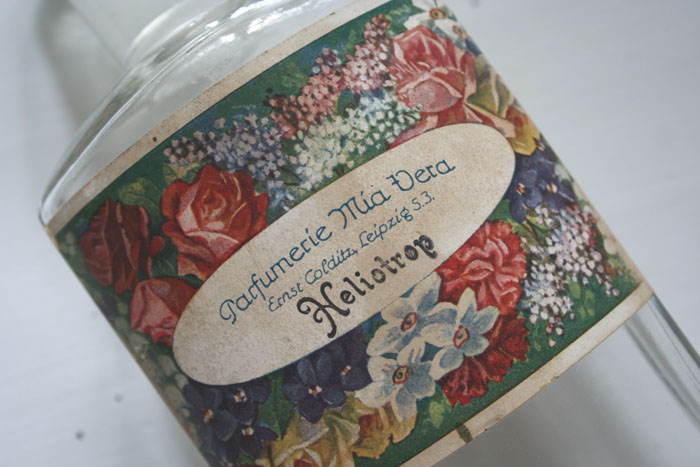 Parfumerie Mia Vera
Ernst Colditz, Leipzig S.3.
Heliotrop